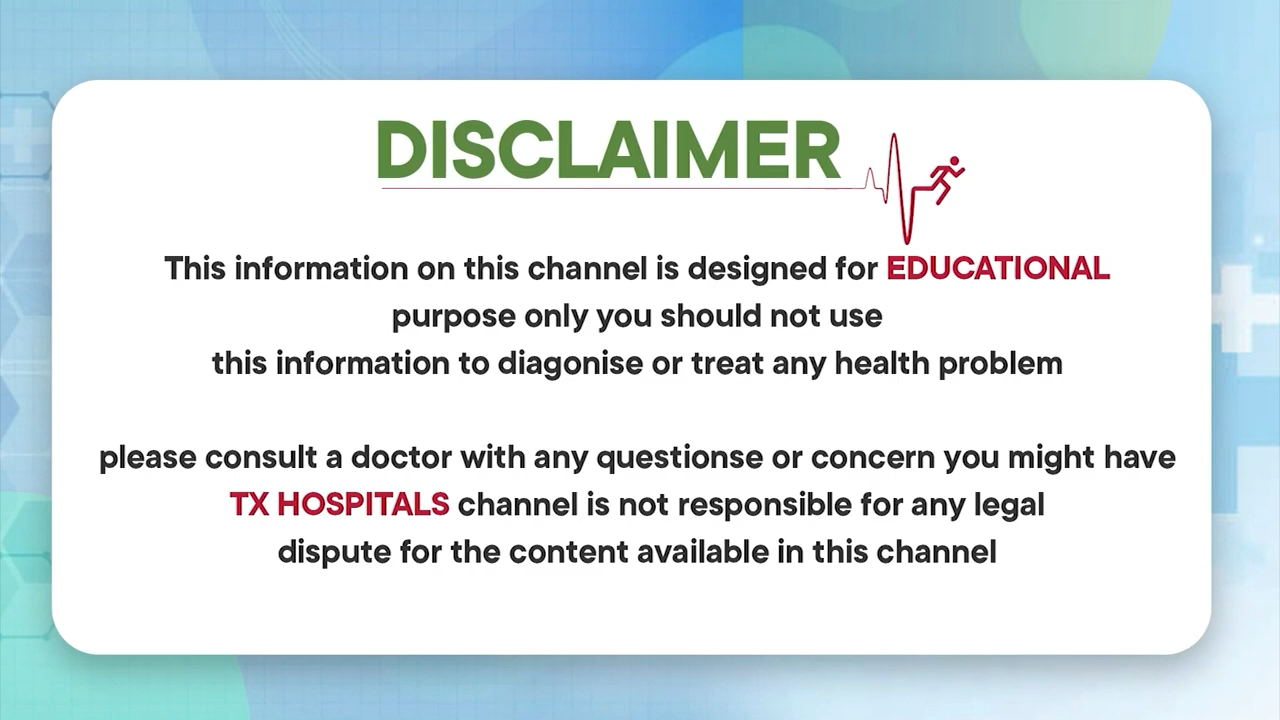 DISCLAIMER
This information on this channel is designed for EDUCATIONAL
purpose only you should not use
this information to diagonise or treat any health problem
please consult a doctor with any questionse or concern you might have
TX HOSPITALS channel is not responsible for any legal
dispute for the content available in this channel